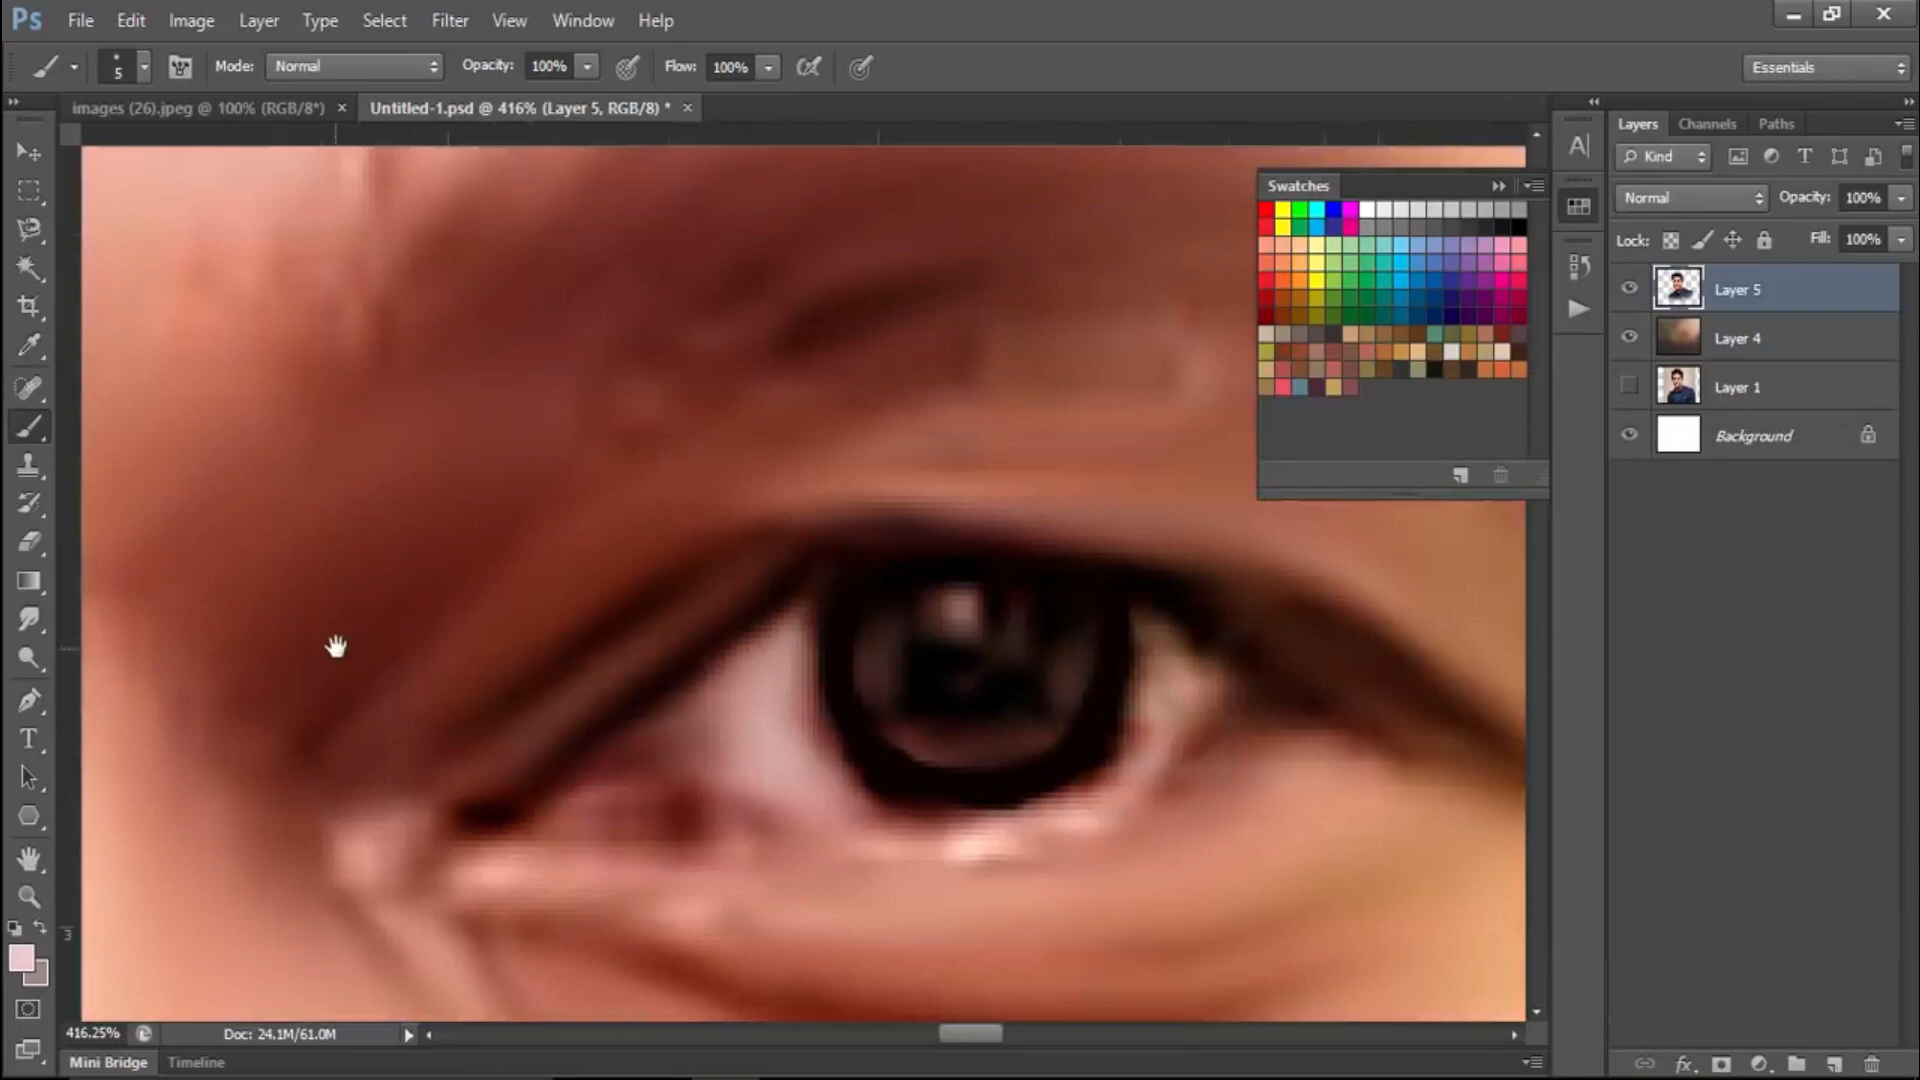 Ps File Edit Image Layer Type Select Filter View Window Help
5 Mode: Normal Opacity: 100% Flow: 100% Essentials
images (26).jpeg @ 100% (RGB/8*) × Untitled-1.psd @ 416% (Layer 5, RGB/8) * ×
Layers Channels Paths
Kind
Swatches
Normal Opacity: 100%
Lock: Fill: 100%
Layer 5
Layer 4
Layer 1
Background
3
416.25% Doc: 24.1M/61.0M
Mini Bridge Timeline